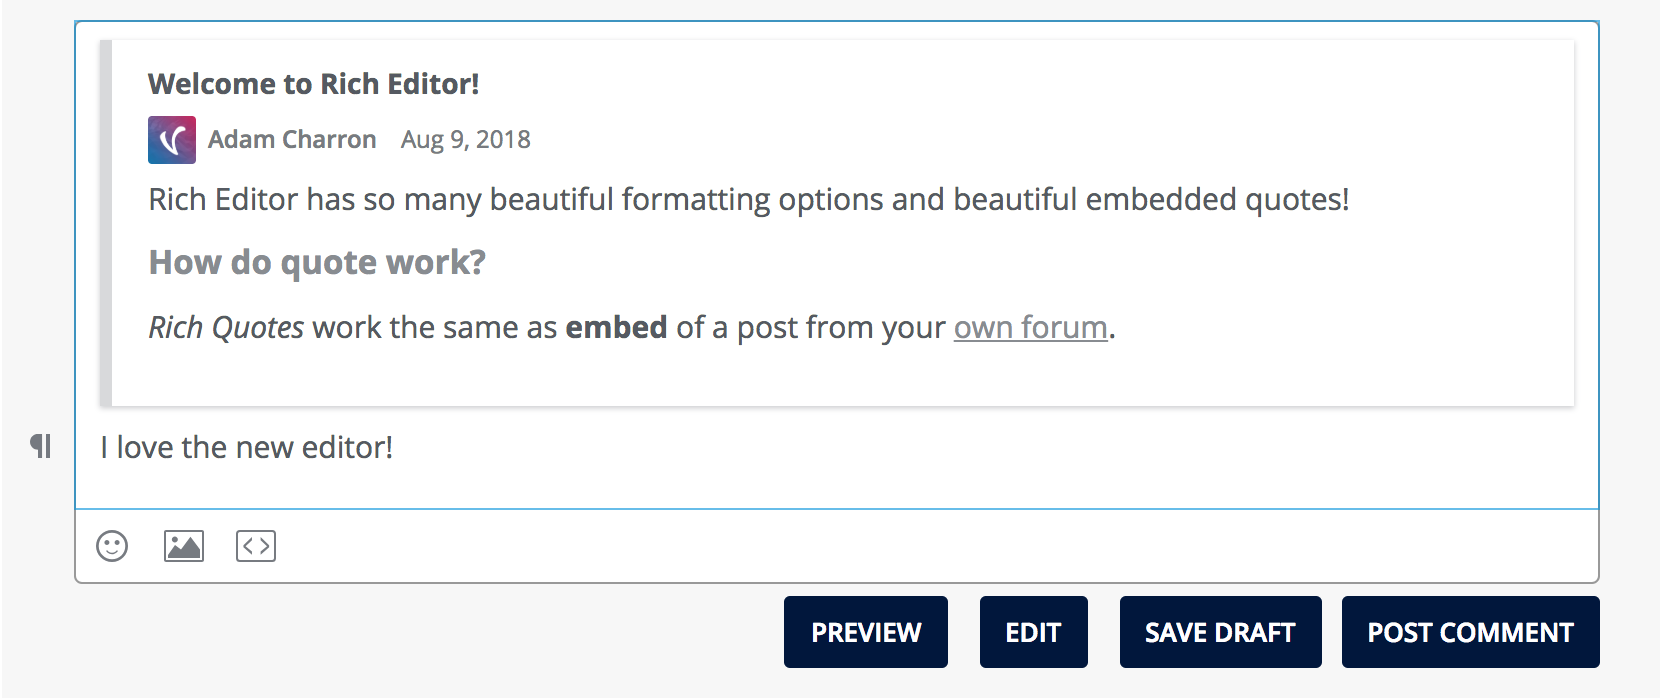 Welcome to Rich Editor!
Adam Charron Aug 9, 2018
Rich Editor has so many beautiful formatting options and beautiful embedded quotes!
How do quote work?
Rich Quotes work the same as embed of a post from your own forum.
¶ I love the new editor!
PREVIEW EDIT SAVE DRAFT POST COMMENT